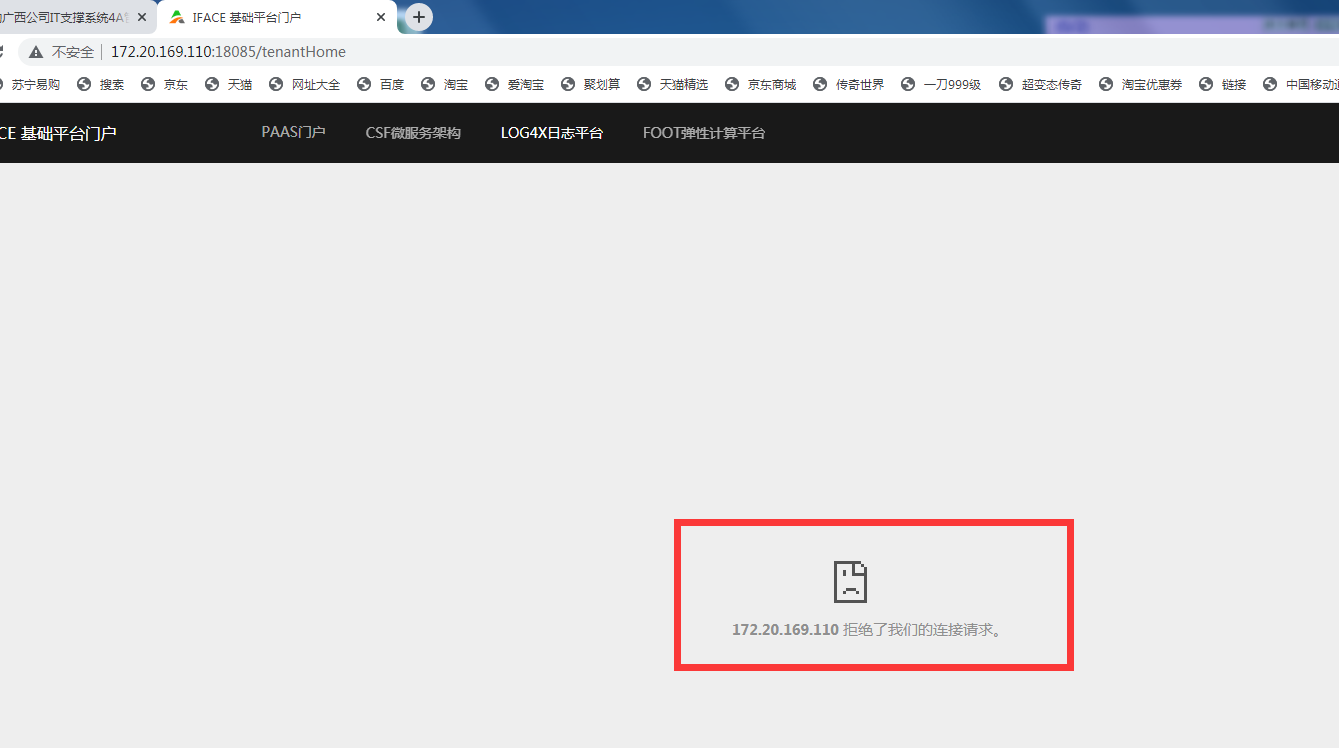 广西公司IT支撑系统4A
IFACE 基础平台门户
不安全
172.20.169.110:18085/tenantHome
苏宁易购 搜索 京东 天猫 网址大全 百度 淘宝 爱淘宝 聚划算 天猫精选 京东商城 传奇世界 一刀999级 超变态传奇 淘宝优惠券 链接 中国移动
CE 基础平台门户 PAAS门户 CSF微服务架构 LOG4X日志平台 FOOT弹性计算平台
172.20.169.110 拒绝了我们的连接请求。